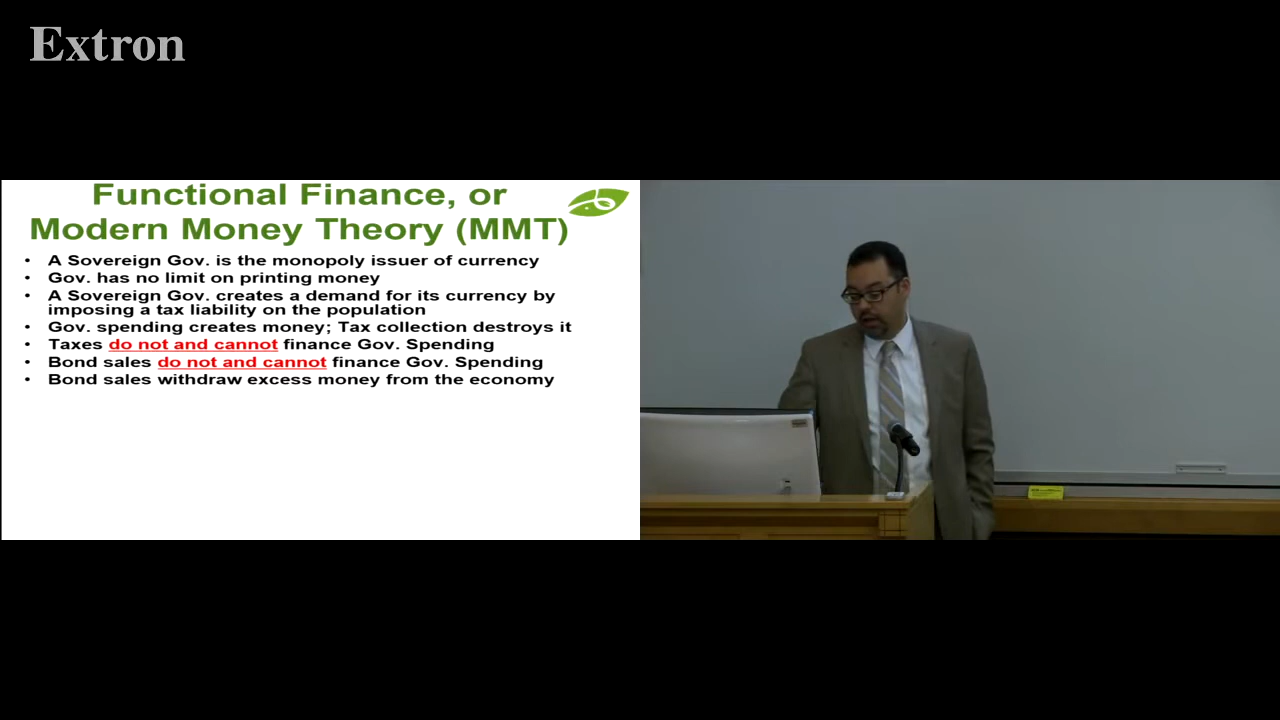 Extron
Functional Finance, or
Modern Money Theory (MMT)
• A Sovereign Gov. is the monopoly issuer of currency
• Gov. has no limit on printing money
• A Sovereign Gov. creates a demand for its currency by
imposing a tax liability on the population
• Gov. spending creates money; Tax collection destroys it
• Taxes do not and cannot finance Gov. Spending
• Bond sales do not and cannot finance Gov. Spending
• Bond sales withdraw excess money from the economy